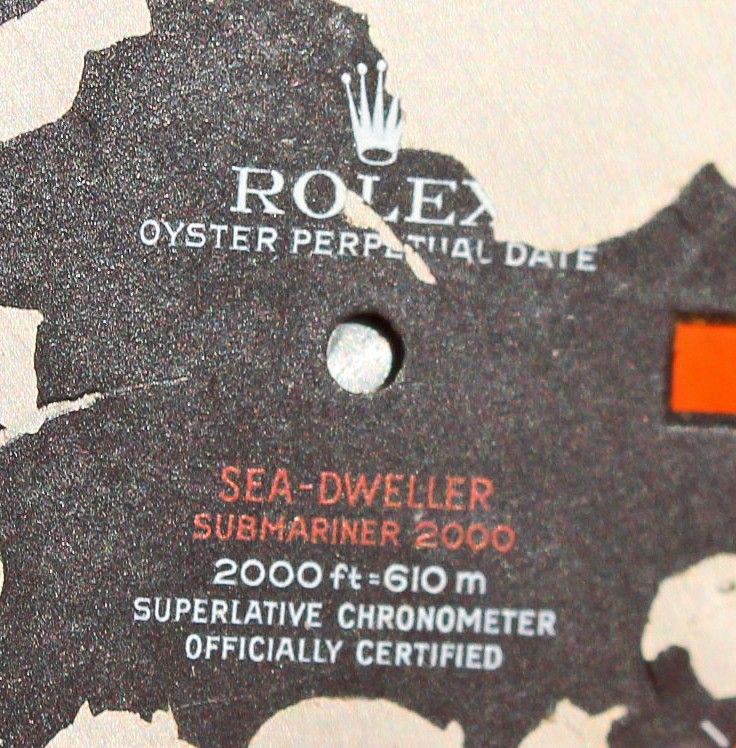 ROLEX
OYSTER PERPETUAL DATE
SEA-DWELLER
SUBMARINER 2000
2000 ft = 610 m
SUPERLATIVE CHRONOMETER
OFFICIALLY CERTIFIED